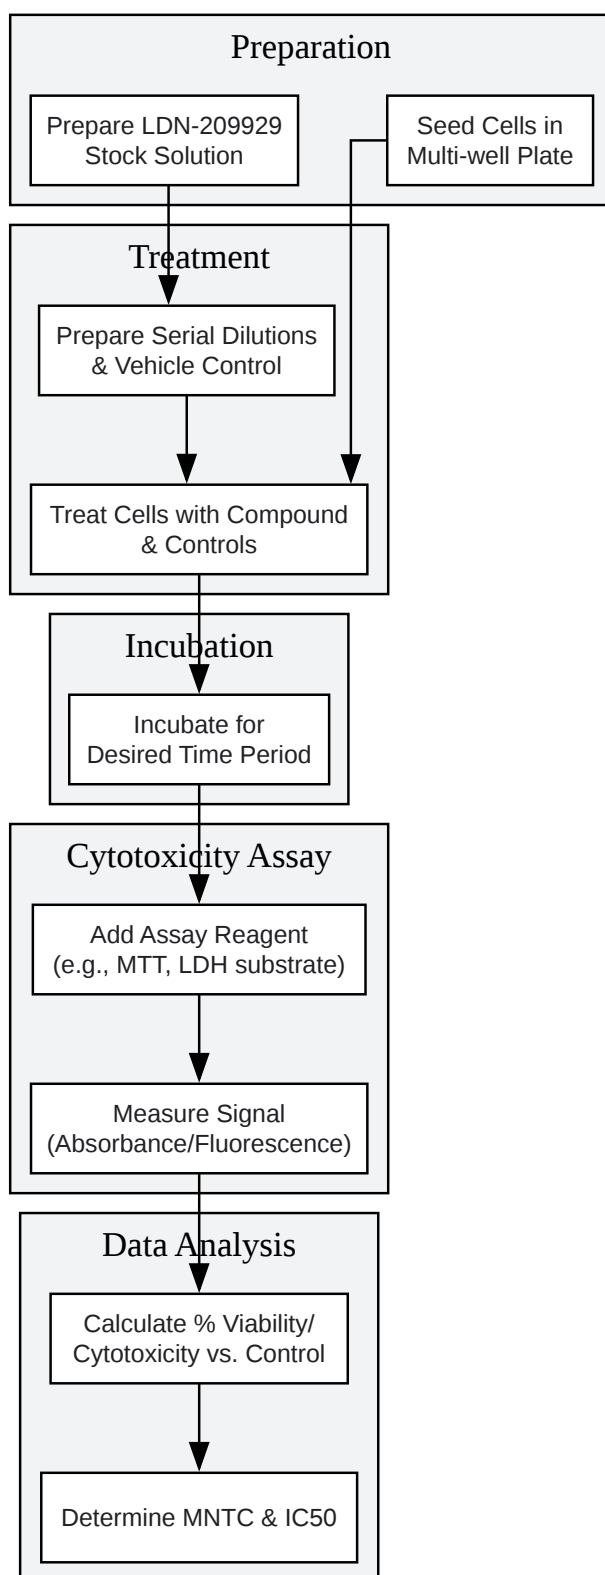 Preparation
Prepare LDN-209929
Stock Solution
Seed Cells in
Multi-well Plate
Treatment
Prepare Serial Dilutions
& Vehicle Control
Treat Cells with Compound
& Controls
Incubation
Incubate for
Desired Time Period
Cytotoxicity Assay
Add Assay Reagent
(e.g., MTT, LDH substrate)
Measure Signal
(Absorbance/Fluorescence)
Data Analysis
Calculate % Viability/
Cytotoxicity vs. Control
Determine MNTC & IC50